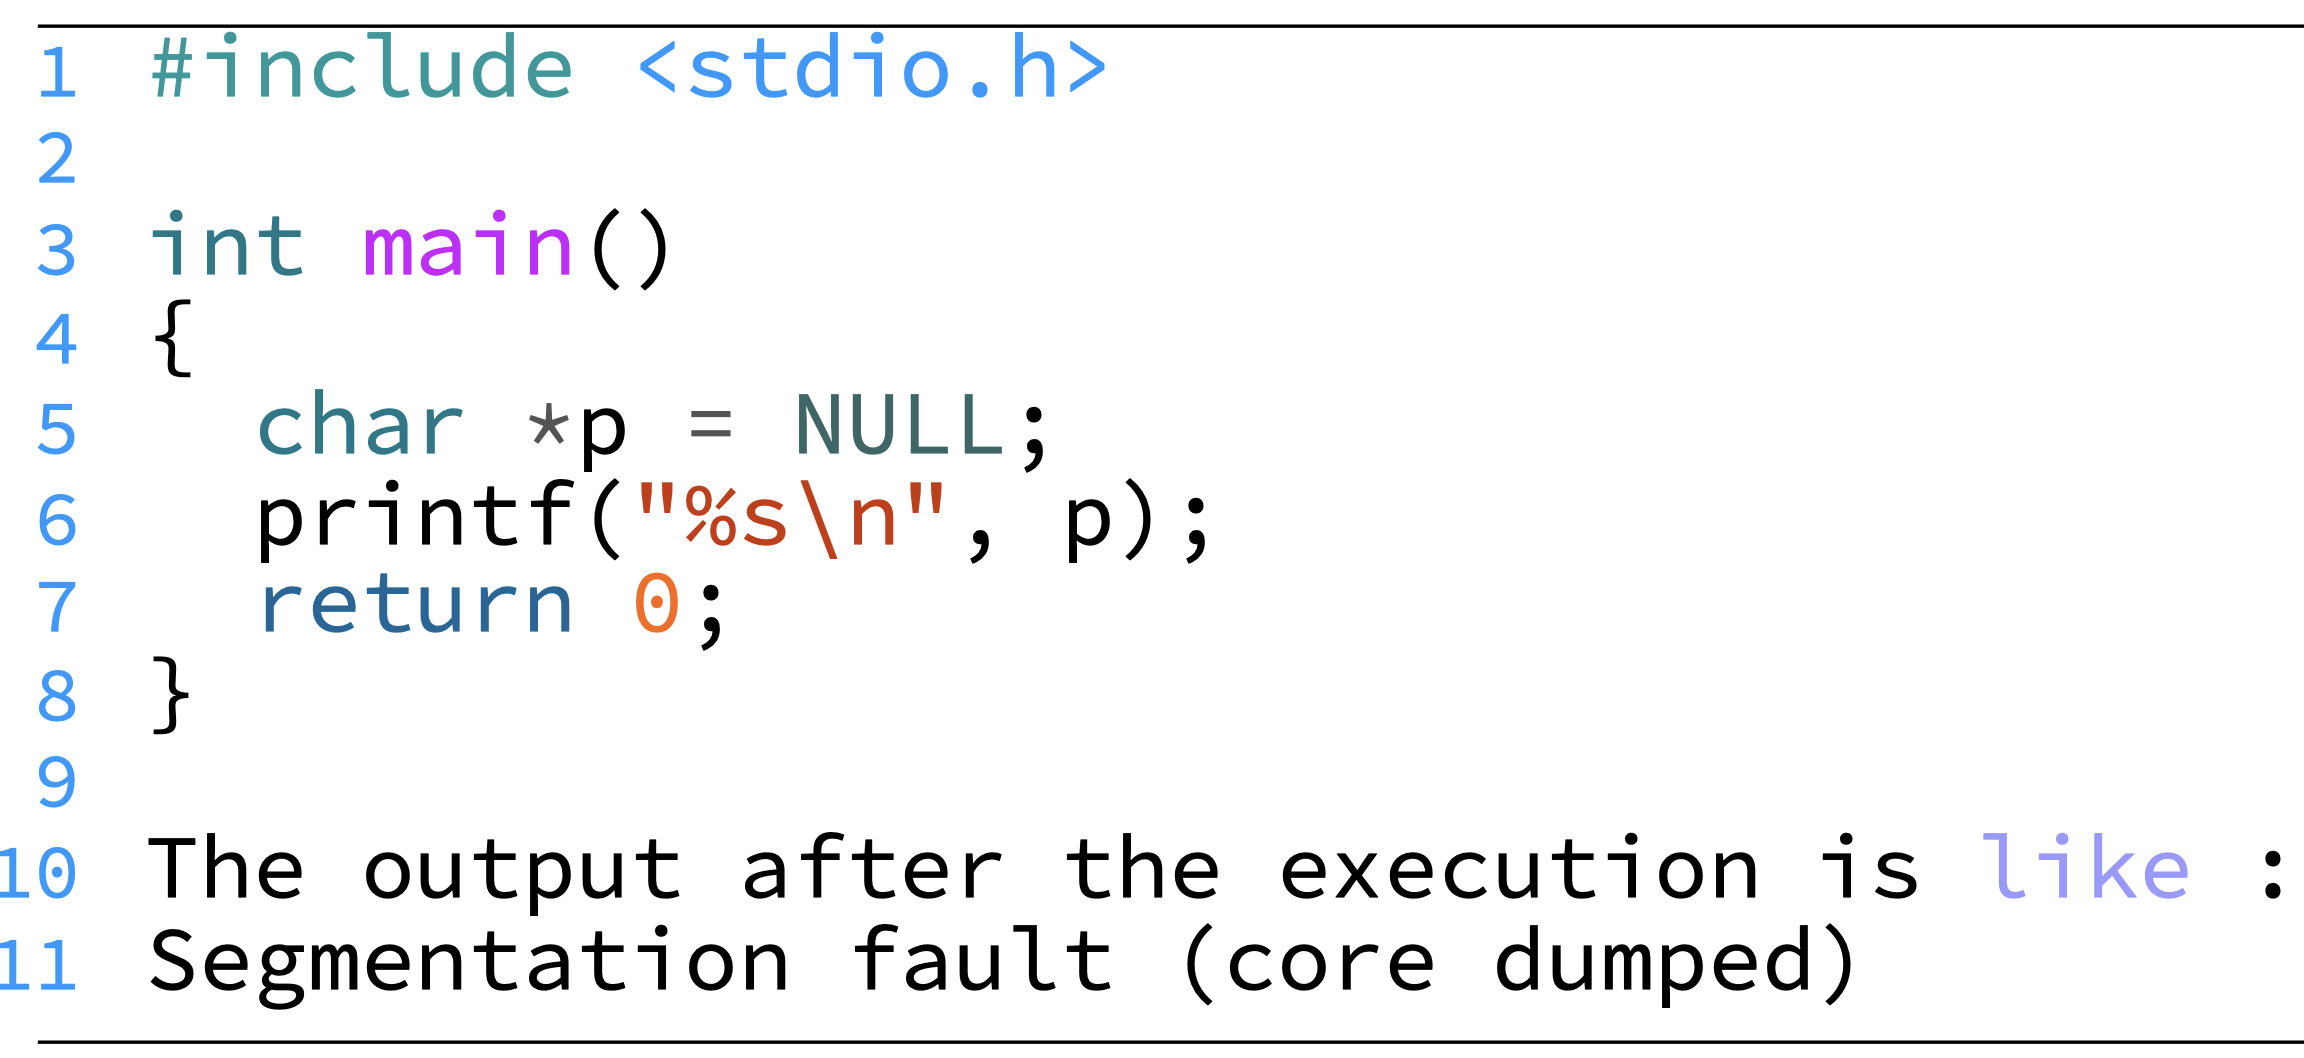 1 #include <stdio.h>
2
3 int main()
4 {
5   char *p = NULL;
6   printf("%s\n", p);
7   return 0;
8 }
9
10 The output after the execution is like :
11 Segmentation fault (core dumped)